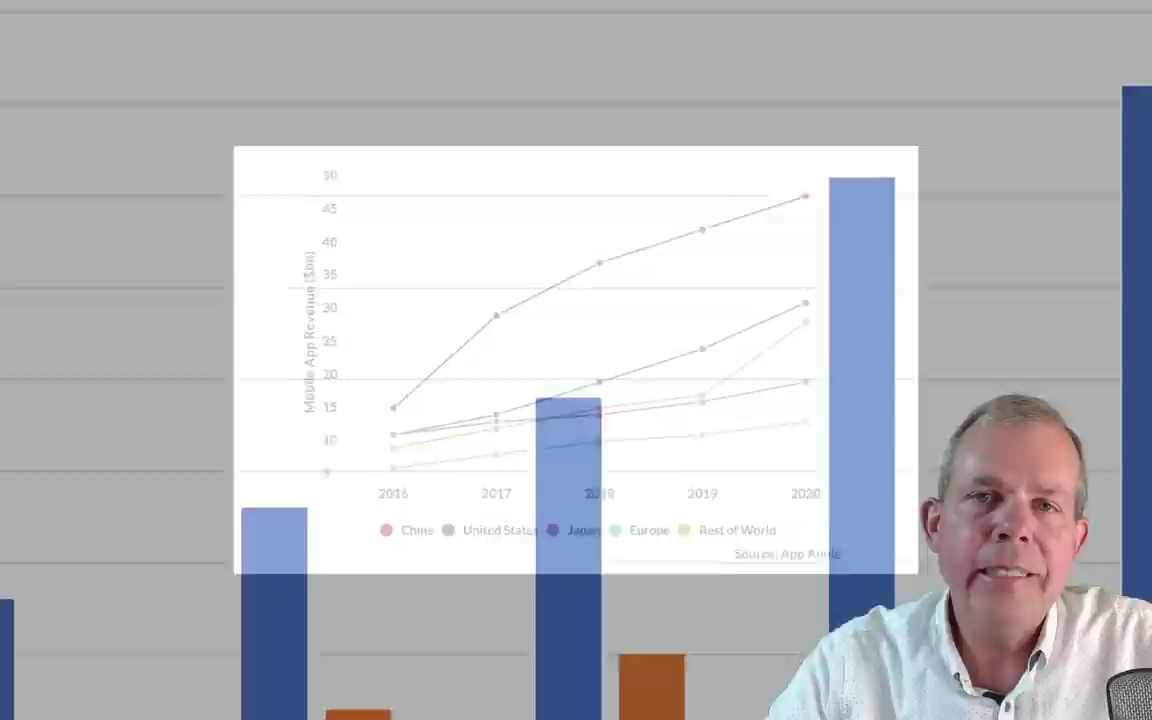 50
45
40
35
30
25
20
15
10
5
Mobile App Revenue ($bn)
2016 2017 2018 2019 2020
China United States Japan Europe Rest of World
Source: App Annie